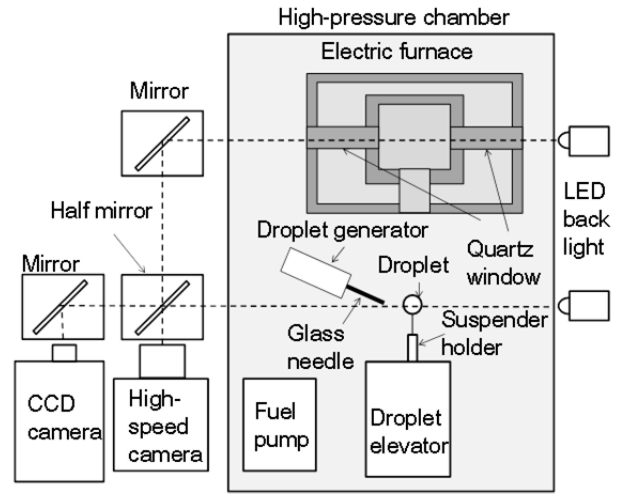 High-pressure chamber
Electric furnace
Mirror
LED
back
light
Half mirror
Droplet generator
Quartz
window
Mirror
Droplet
Glass
needle
Suspender
holder
CCD
camera
High-
speed
camera
Fuel
pump
Droplet
elevator